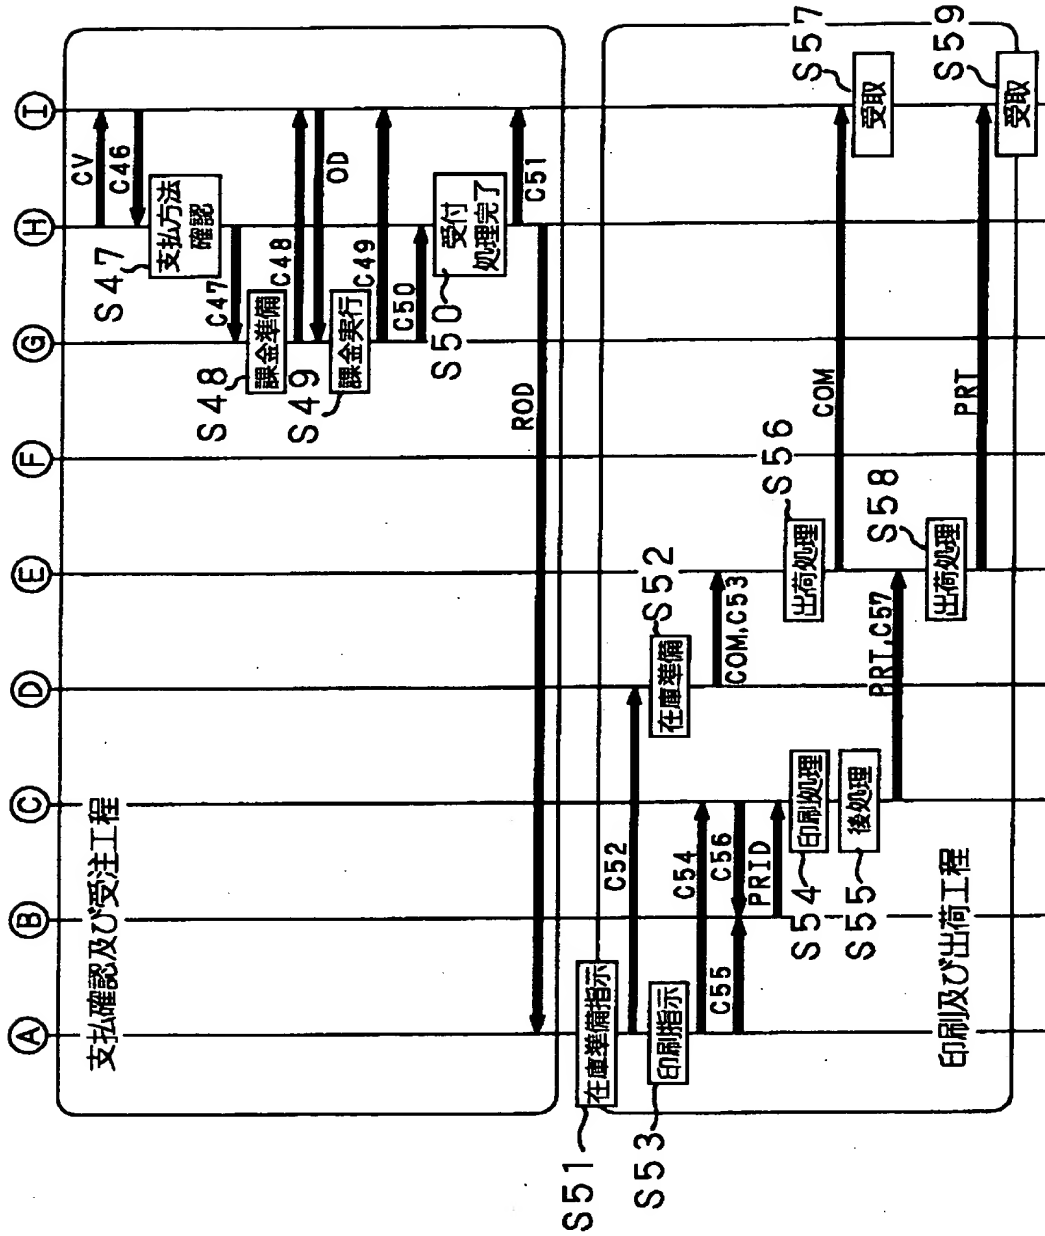 Ⓐ
Ⓑ
Ⓒ
Ⓓ
Ⓔ
Ⓕ
Ⓖ
Ⓗ
Ⓘ
支払確認及び受注工程
CV
C46
S47
支払方法
確認
C47
S48
課金準備
C48
OD
S49
課金実行
C49
C50
S50
受付
処理完了
C51
ROD
S51
在庫準備指示
C52
S52
在庫準備
S53
印刷指示
COM,C53
C54
C55
C56
PRID
S54
印刷処理
S55
後処理
S56
出荷処理
COM
S57
受取
PRT,C57
S58
出荷処理
PRT
S59
受取
印刷及び出荷工程